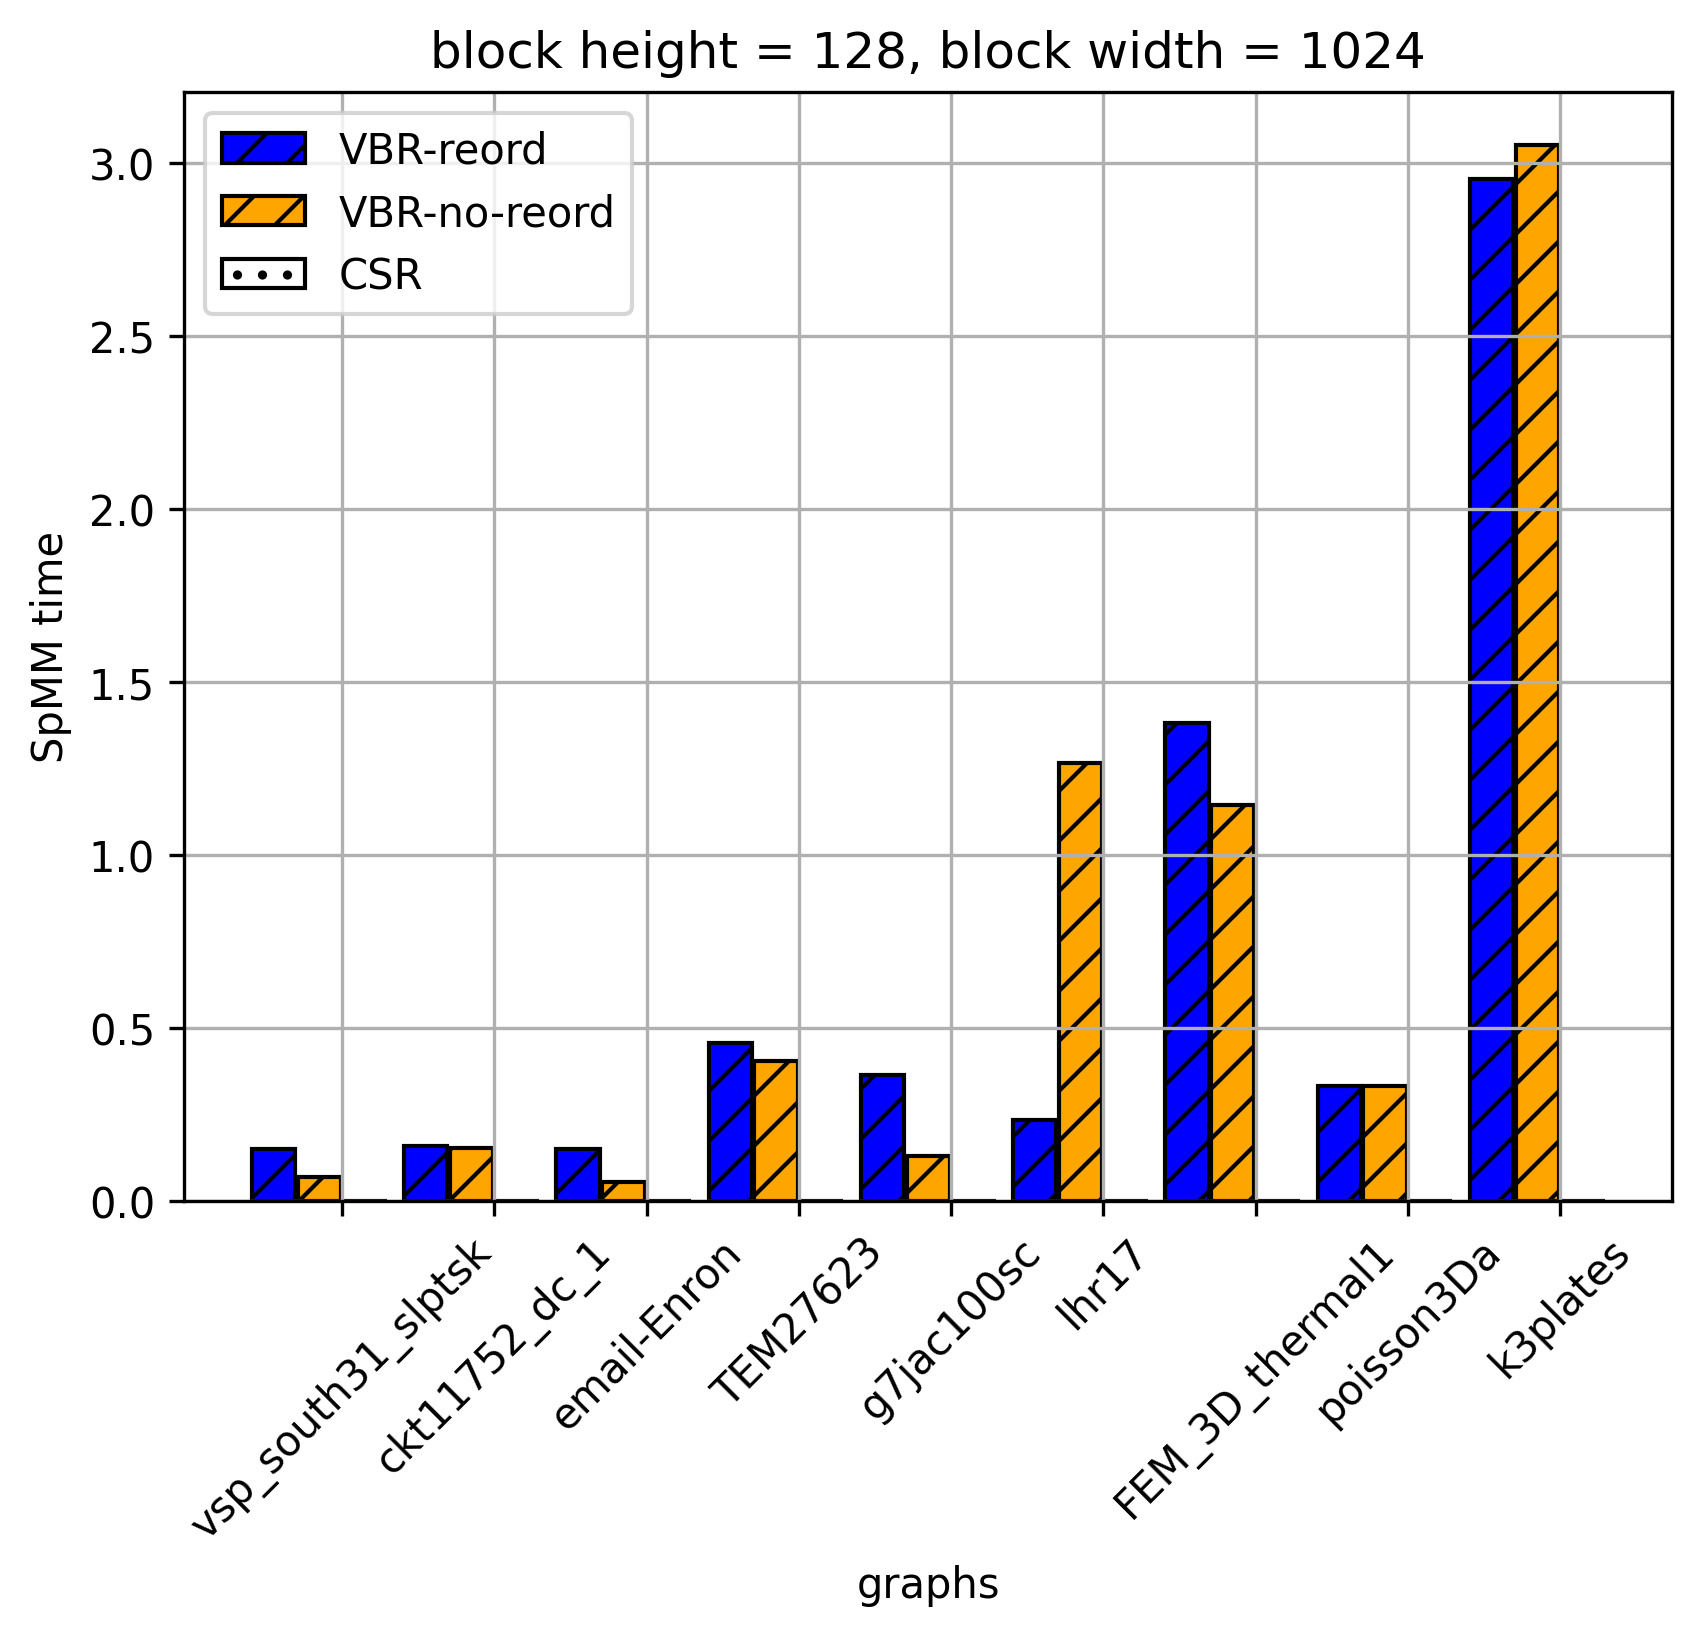 block height = 128, block width = 1024
VBR-reord
VBR-no-reord
CSR
SpMM time
3.0
2.5
2.0
1.5
1.0
0.5
0.0
vsp_south31_slptsk
ckt11752_dc_1
email-Enron
TEM27623
g7jac100sc
lhr17
FEM_3D_thermal1
poisson3Da
k3plates
graphs